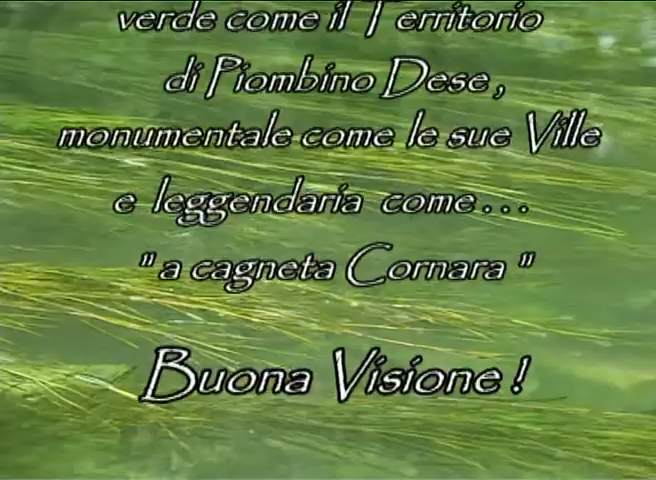 verde come il Territorio
di Piombino Dese,
monumentale come le sue Ville
e leggendaria come...
"a cagneta Cornara"
Buona Visione!